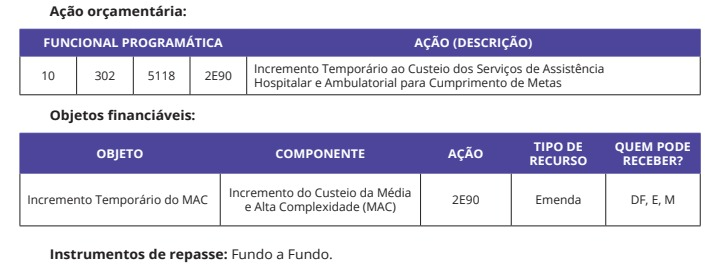 Ação orçamentária:
FUNCIONAL PROGRAMÁTICA AÇÃO (DESCRIÇÃO)
10 302 5118 2E90 Incremento Temporário ao Custeio dos Serviços de Assistência
Hospitalar e Ambulatorial para Cumprimento de Metas
Objetos financiáveis:
OBJETO COMPONENTE AÇÃO TIPO DE RECURSO QUEM PODE RECEBER?
Incremento Temporário do MAC Incremento do Custeio da Média e Alta Complexidade (MAC) 2E90 Emenda DF, E, M
Instrumentos de repasse: Fundo a Fundo.